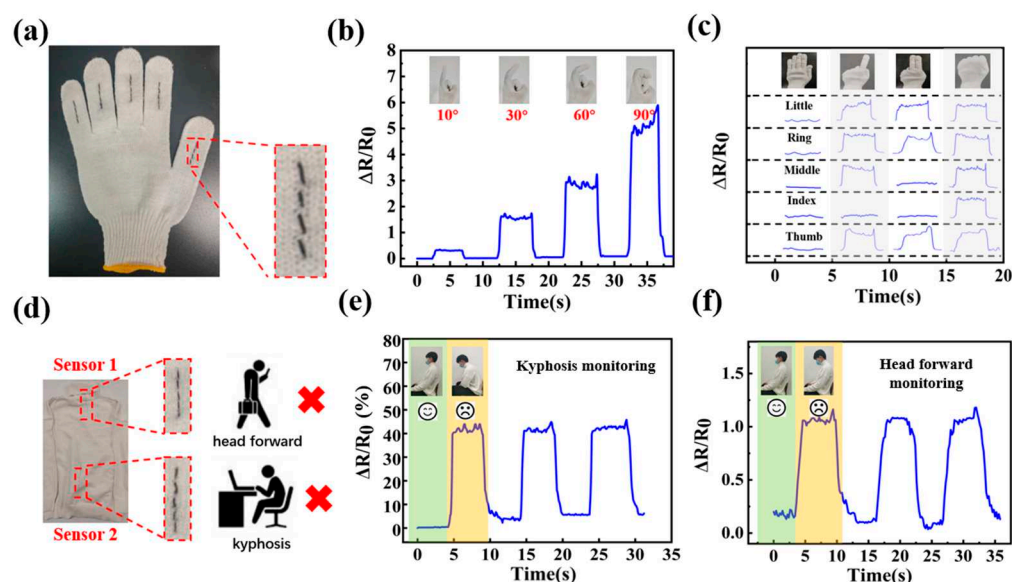 (a)
(b)
ΔR/R0
8
7
6
5
4
3
2
1
0
10°
30°
60°
90°
0 5 10 15 20 25 30 35
Time(s)
(c)
ΔR/R0
Little
Ring
Middle
Index
Thumb
0 5 10 15 20
Time(s)
(d)
Sensor 1
Sensor 2
head forward
kyphosis
(e)
ΔR/R0 (%)
80
70
60
50
40
30
20
10
0
Kyphosis monitoring
0 5 10 15 20 25 30 35
Time(s)
(f)
ΔR/R0
1.5
1.0
0.5
0.0
Head forward
monitoring
0 10 20 30 40
Time(s)